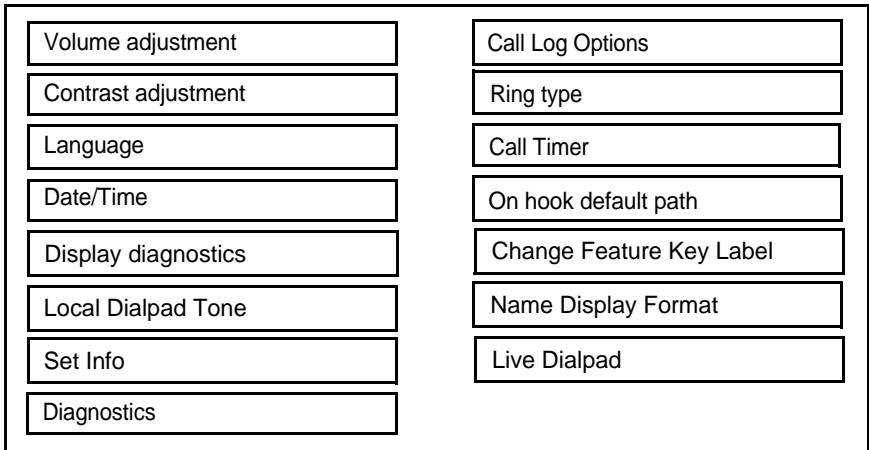 Volume adjustment
Contrast adjustment
Language
Date/Time
Display diagnostics
Local Dialpad Tone
Set Info
Diagnostics
Call Log Options
Ring type
Call Timer
On hook default path
Change Feature Key Label
Name Display Format
Live Dialpad